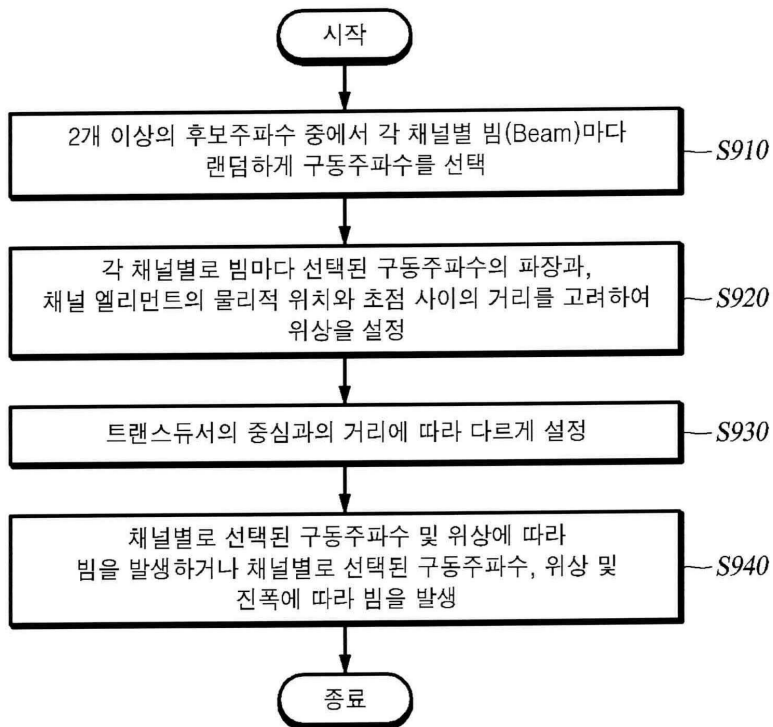 시작
2개 이상의 후보주파수 중에서 각 채널별 빔(Beam)마다
랜덤하게 구동주파수를 선택
S910
각 채널별로 빔마다 선택된 구동주파수의 파장과,
채널 엘리먼트의 물리적 위치와 초점 사이의 거리를 고려하여
위상을 설정
S920
트랜스듀서의 중심과의 거리에 따라 다르게 설정
S930
채널별로 선택된 구동주파수 및 위상에 따라
빔을 발생하거나 채널별로 선택된 구동주파수, 위상 및
진폭에 따라 빔을 발생
S940
종료